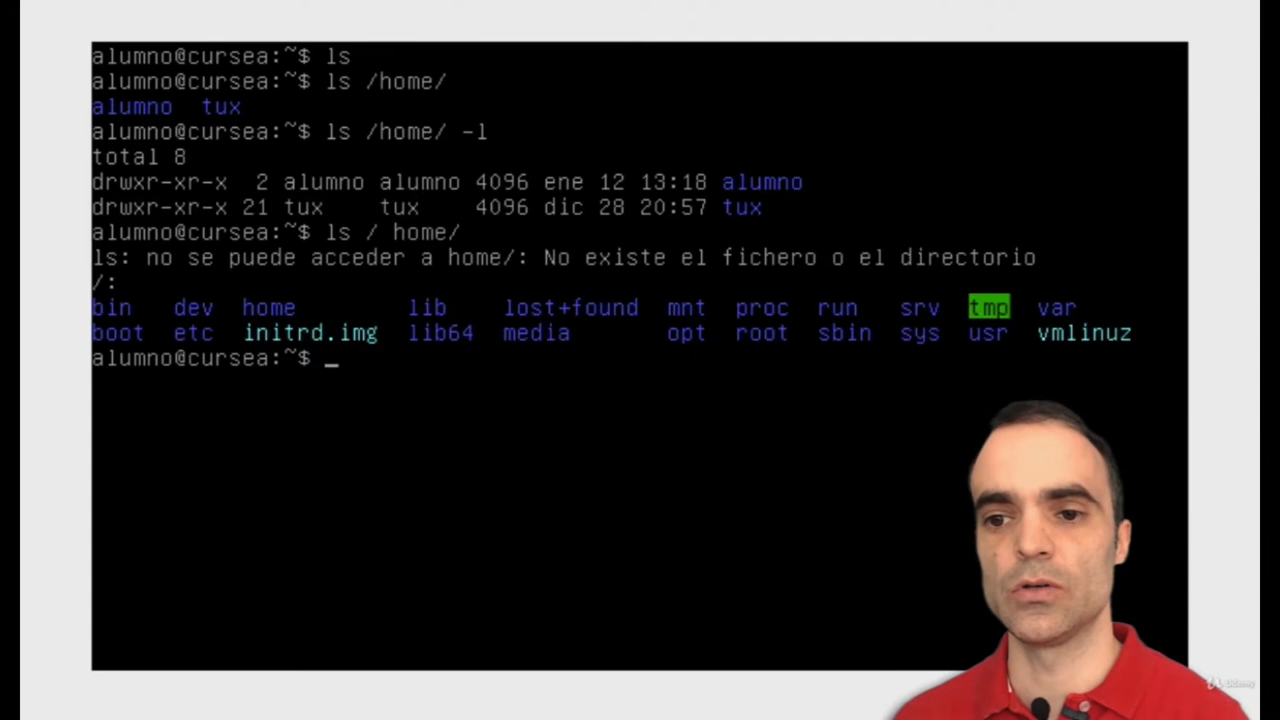 alumno@cursea:~$ ls
alumno@cursea:~$ ls /home/
alumno  tux
alumno@cursea:~$ ls /home/ -l
total 8
drwxr-xr-x  2 alumno alumno 4096 ene 12 13:18 alumno
drwxr-xr-x 21 tux    tux    4096 dic 28 20:57 tux
alumno@cursea:~$ ls / home/
ls: no se puede acceder a home/: No existe el fichero o el directorio
/:
bin   dev  home        lib    lost+found  mnt  proc  run   srv  tmp  var
boot  etc  initrd.img  lib64  media       opt  root  sbin  sys  usr  vmlinuz
alumno@cursea:~$ _
Udemy